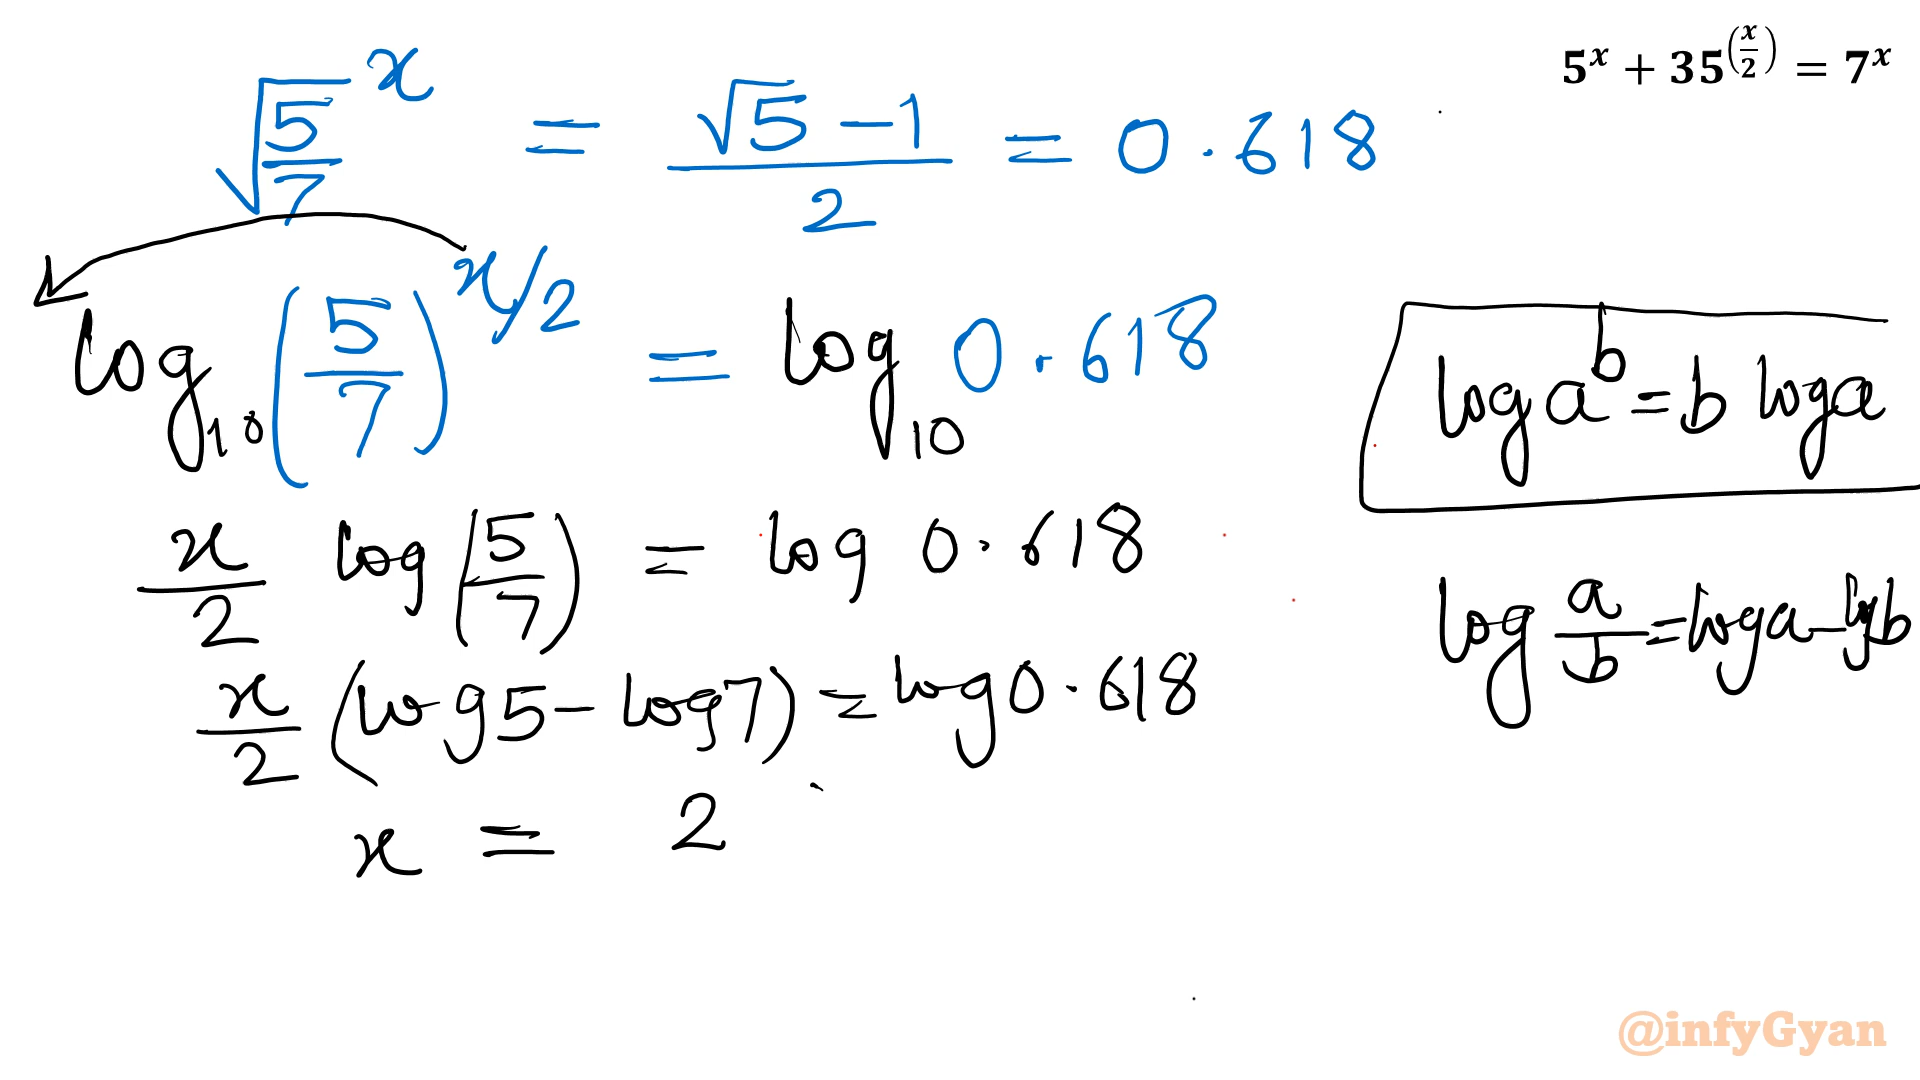 5^x + 35^(x/2) = 7^x
√(5/7)^x = (√5 − 1)/2 = 0.618
log₁₀(5/7)^(x/2) = log₁₀ 0.618
log a^b = b log a
x/2 log(5/7) = log 0.618
log a/b = log a − log b
x/2 (log 5 − log 7) = log 0.618
x = 2
@infyGyan